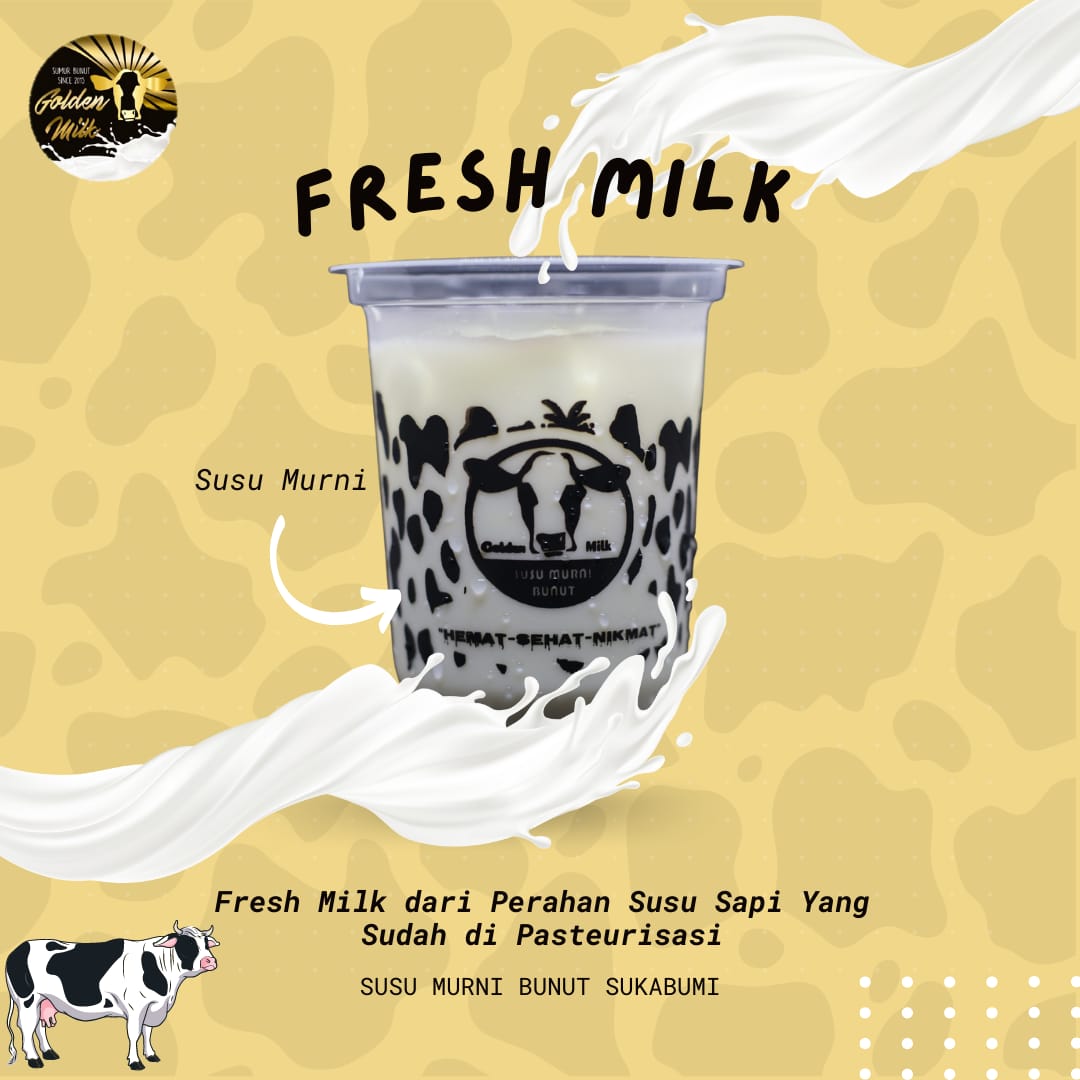 SUMUR BUNUT
SINCE 2015
Golden
Milk
FRESH MILK
Susu Murni
Golden Milk
SUSU MURNI
BUNUT
"HEMAT-SEHAT-NIKMAT"
Fresh Milk dari Perahan Susu Sapi Yang
Sudah di Pasteurisasi
SUSU MURNI BUNUT SUKABUMI